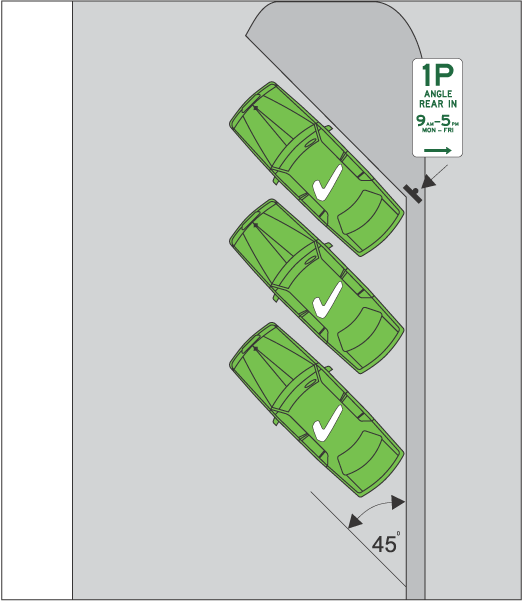 1P
ANGLE
REAR IN
9AM-5PM
MON - FRI
45°